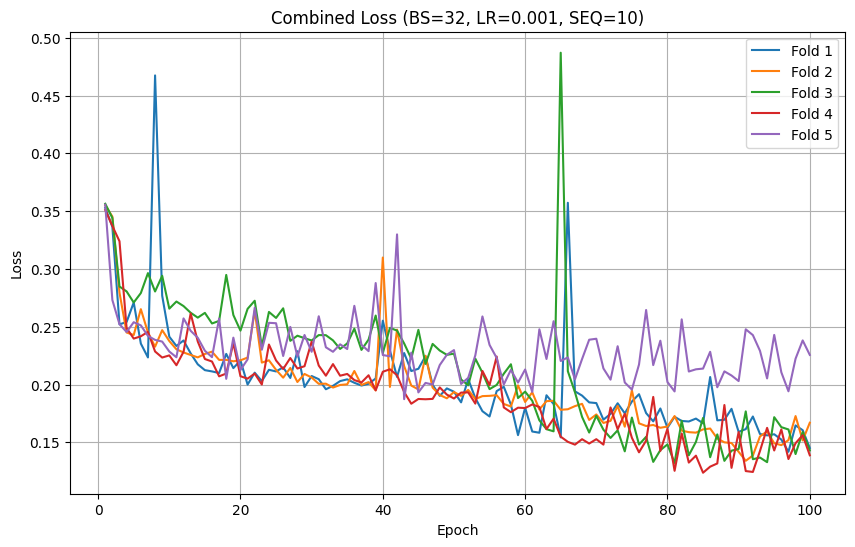 Combined Loss (BS=32, LR=0.001, SEQ=10)
Loss
0.50
0.45
0.40
0.35
0.30
0.25
0.20
0.15
Fold 1
Fold 2
Fold 3
Fold 4
Fold 5
0
20
40
60
80
100
Epoch